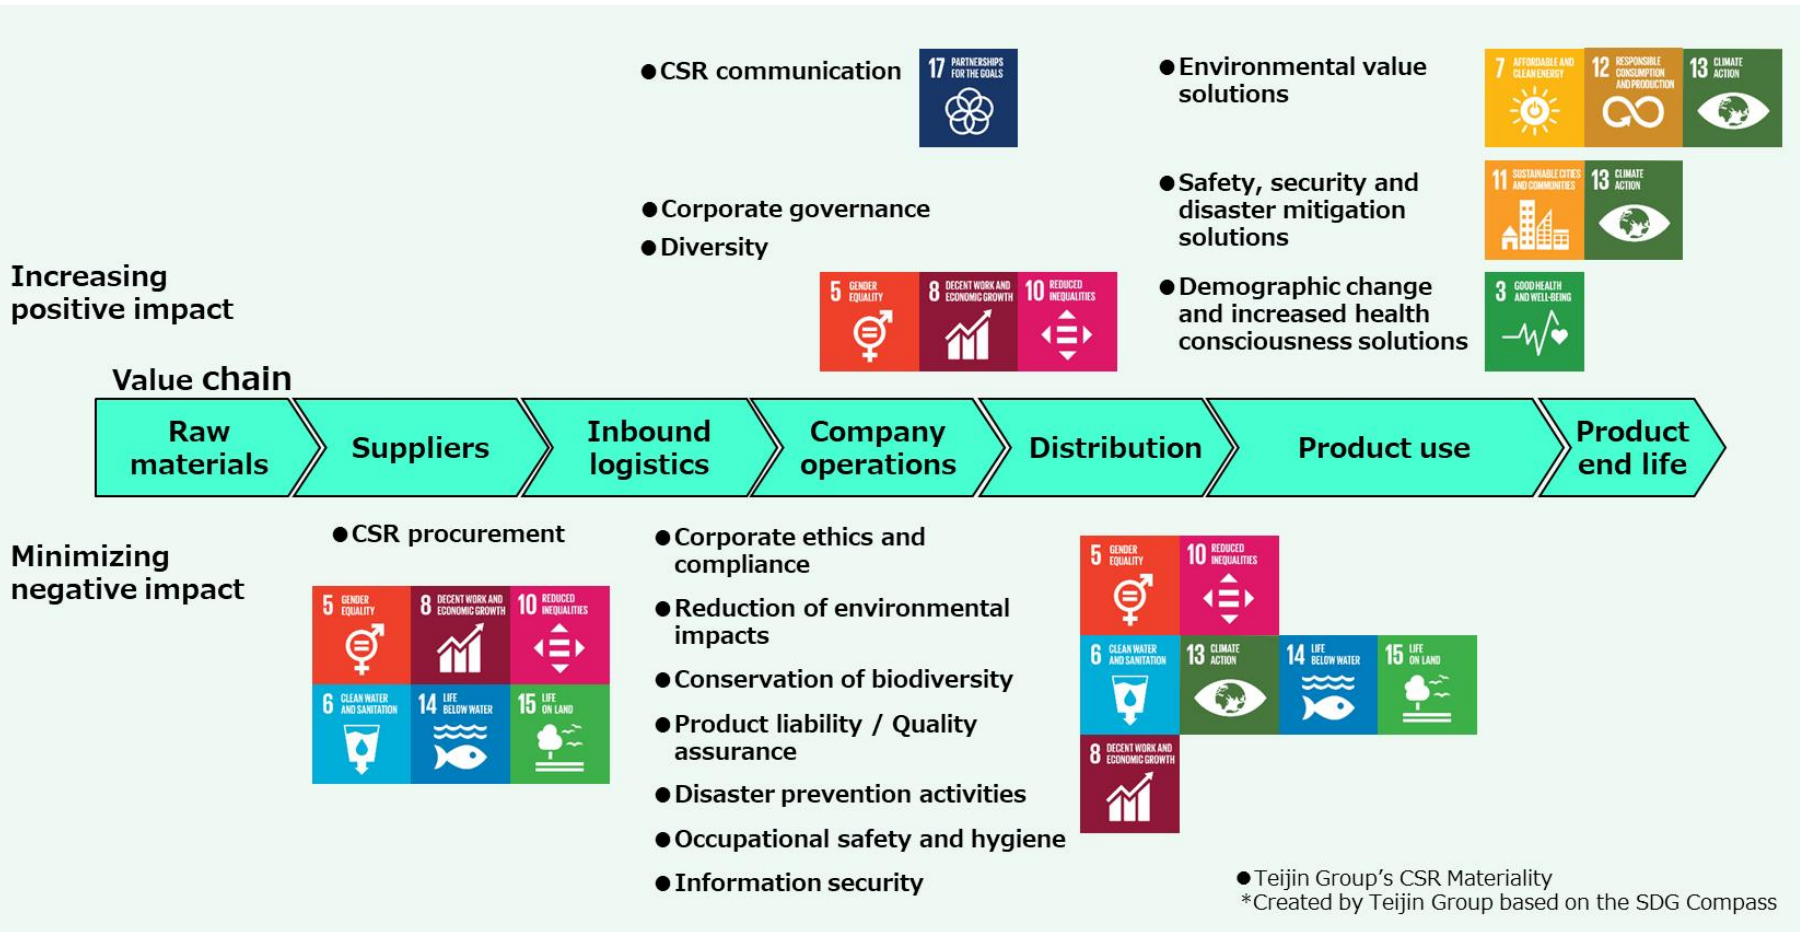 ●CSR communication
17 PARTNERSHIPS
FOR THE GOALS
●Environmental value
solutions
7 AFFORDABLE AND
CLEAN ENERGY
12 RESPONSIBLE
CONSUMPTION
AND PRODUCTION
13 CLIMATE
ACTION
●Corporate governance
●Diversity
5 GENDER
EQUALITY
8 DECENT WORK AND
ECONOMIC GROWTH
10 REDUCED
INEQUALITIES
●Safety, security and
disaster mitigation
solutions
11 SUSTAINABLE CITIES
AND COMMUNITIES
13 CLIMATE
ACTION
●Demographic change
and increased health
consciousness solutions
3 GOOD HEALTH
AND WELL-BEING
Increasing
positive impact
Value chain
Raw
materials
Suppliers
Inbound
logistics
Company
operations
Distribution
Product use
Product
end life
Minimizing
negative impact
●CSR procurement
5 GENDER
EQUALITY
8 DECENT WORK AND
ECONOMIC GROWTH
10 REDUCED
INEQUALITIES
6 CLEAN WATER
AND SANITATION
14 LIFE
BELOW WATER
15 LIFE
ON LAND
●Corporate ethics and
compliance
●Reduction of environmental
impacts
●Conservation of biodiversity
●Product liability / Quality
assurance
●Disaster prevention activities
●Occupational safety and hygiene
●Information security
5 GENDER
EQUALITY
10 REDUCED
INEQUALITIES
6 CLEAN WATER
AND SANITATION
13 CLIMATE
ACTION
14 LIFE
BELOW WATER
15 LIFE
ON LAND
8 DECENT WORK AND
ECONOMIC GROWTH
●Teijin Group's CSR Materiality
*Created by Teijin Group based on the SDG Compass